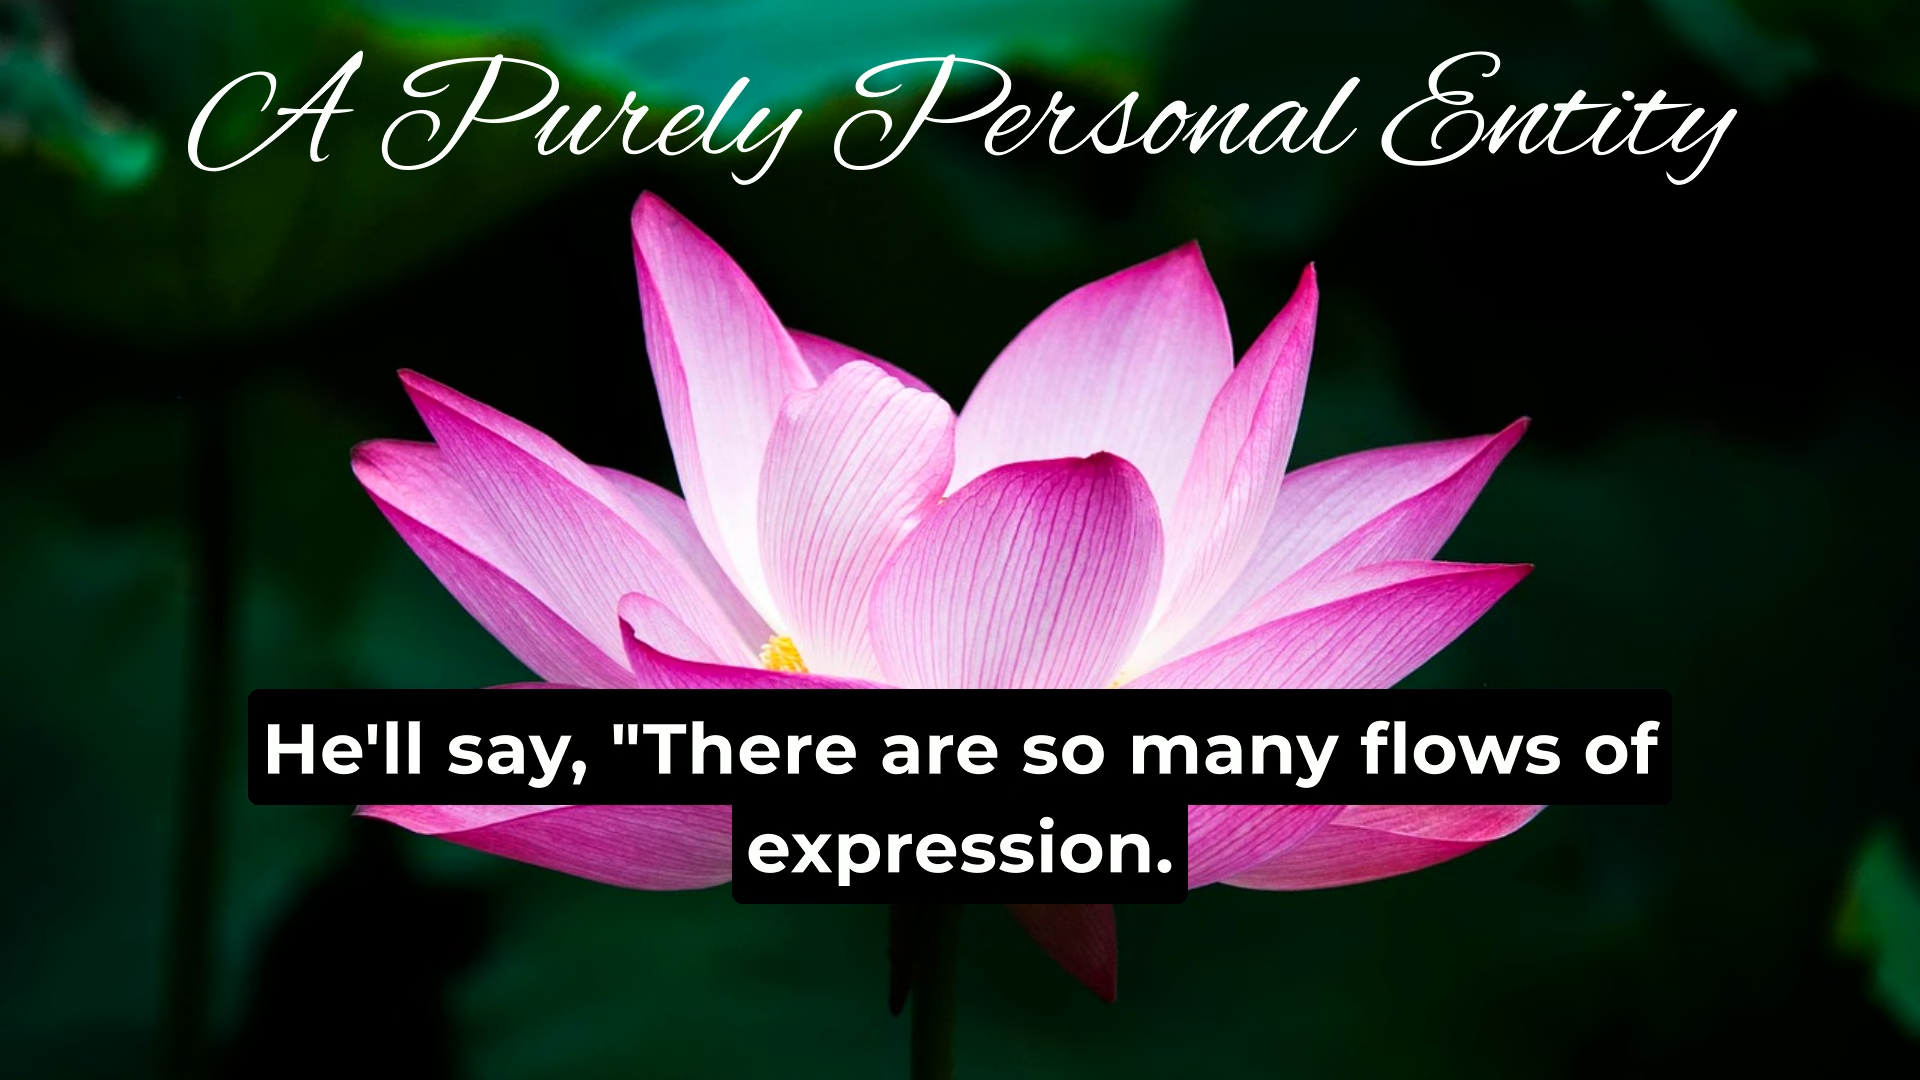 A Purely Personal Entity
He'll say, "There are so many flows of
expression.